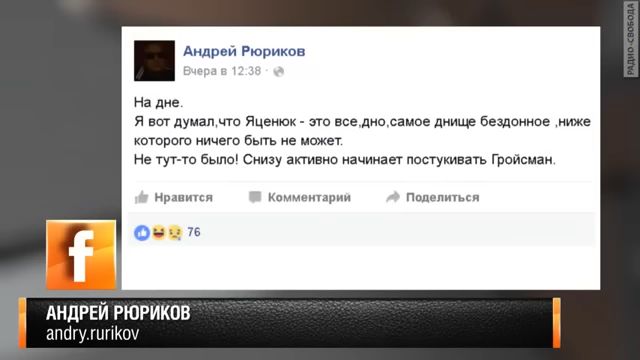 РАДИО•СВОБОДА
Андрей Рюриков
Вчера в 12:38 ·
На дне.
Я вот думал,что Яценюк - это все,дно,самое днище бездонное ,ниже
которого ничего быть не может.
Не тут-то было! Снизу активно начинает постукивать Гройсман.
Нравится Комментарий Поделиться
76
f
АНДРЕЙ РЮРИКОВ
andry.rurikov